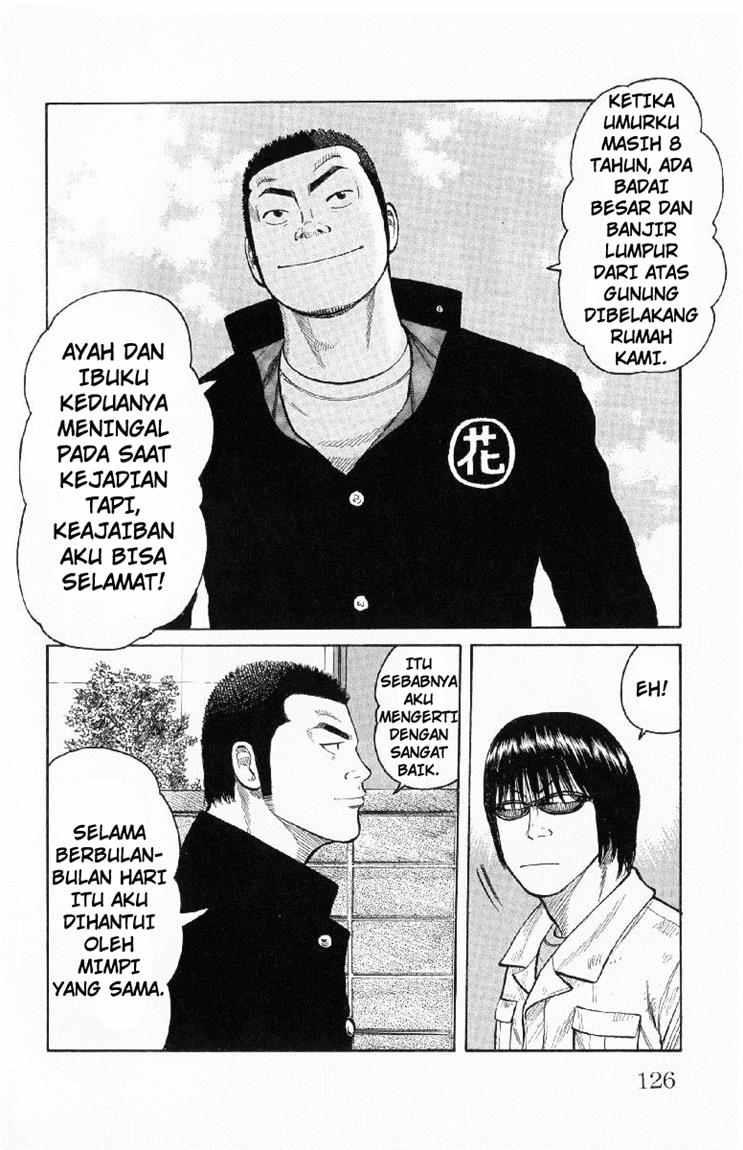 KETIKA
UMURKU
MASIH 8
TAHUN, ADA
BADAI
BESAR DAN
BANJIR
LUMPUR
DARI ATAS
GUNUNG
DIBELAKANG
RUMAH
KAMI.
AYAH DAN
IBUKU
KEDUANYA
MENINGAL
PADA SAAT
KEJADIAN
TAPI,
KEAJAIBAN
AKU BISA
SELAMAT!
花
EH!
ITU
SEBABNYA
AKU
MENGERTI
DENGAN
SANGAT
BAIK.
SELAMA
BERBULAN-
BULAN HARI
ITU AKU
DIHANTUI
OLEH
MIMPI
YANG SAMA.
126